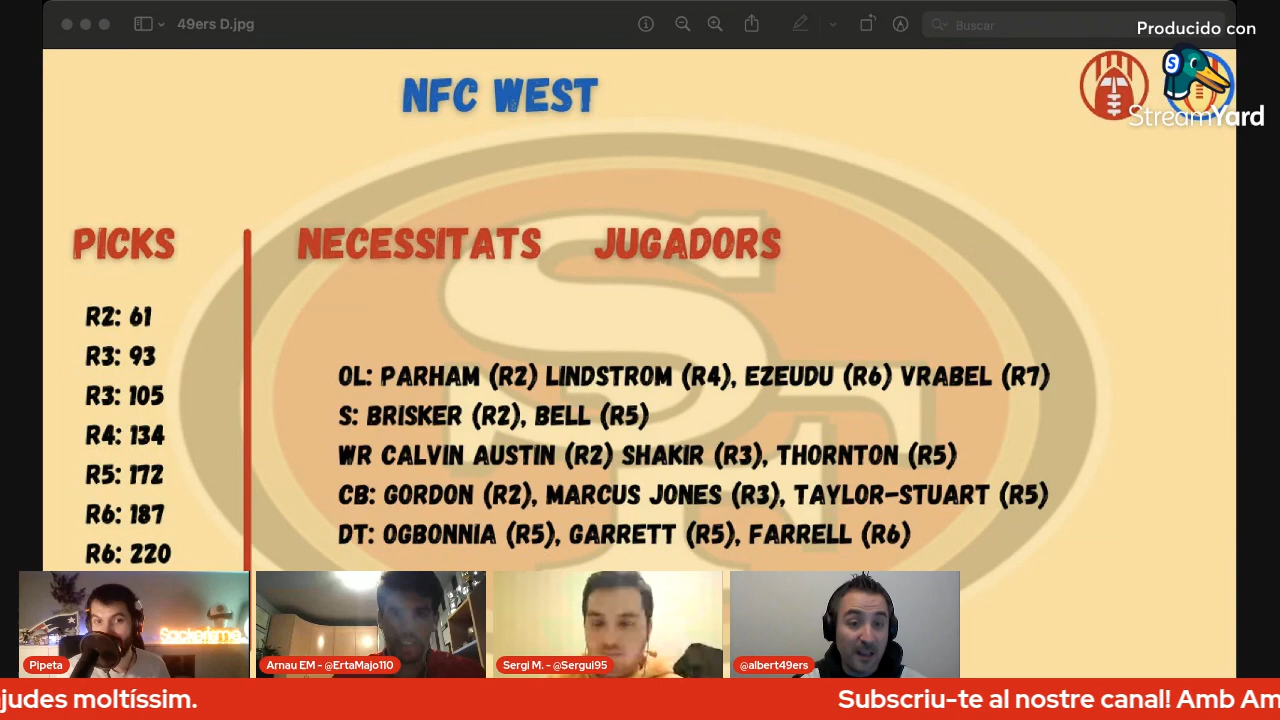 49ers D.jpg
Buscar
Producido con
StreamYard
NFC WEST
PICKS
NECESSITATS
JUGADORS
R2: 61
R3: 93
R3: 105
R4: 134
R5: 172
R6: 187
R6: 220
OL: PARHAM (R2) LINDSTROM (R4), EZEUDU (R6) VRABEL (R7)
S: BRISKER (R2), BELL (R5)
WR CALVIN AUSTIN (R2) SHAKIR (R3), THORNTON (R5)
CB: GORDON (R2), MARCUS JONES (R3), TAYLOR-STUART (R5)
DT: OGBONNIA (R5), GARRETT (R5), FARRELL (R6)
Pipeta
Arnau EM - @ErtaMajo110
Sergi M. - @Sergui95
@albert49ers
judes moltíssim.
Subscriu-te al nostre canal! Amb Am